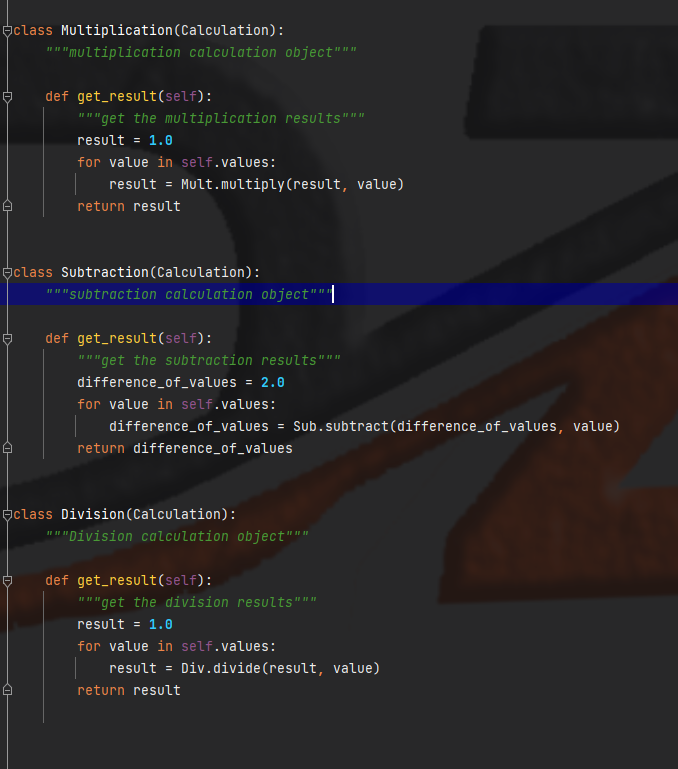 class Multiplication(Calculation):
    """multiplication calculation object"""
    def get_result(self):
        """get the multiplication results"""
        result = 1.0
        for value in self.values:
            result = Mult.multiply(result, value)
        return result
class Subtraction(Calculation):
    """subtraction calculation object"""
    def get_result(self):
        """get the subtraction results"""
        difference_of_values = 2.0
        for value in self.values:
            difference_of_values = Sub.subtract(difference_of_values, value)
        return difference_of_values
class Division(Calculation):
    """Division calculation object"""
    def get_result(self):
        """get the division results"""
        result = 1.0
        for value in self.values:
            result = Div.divide(result, value)
        return result